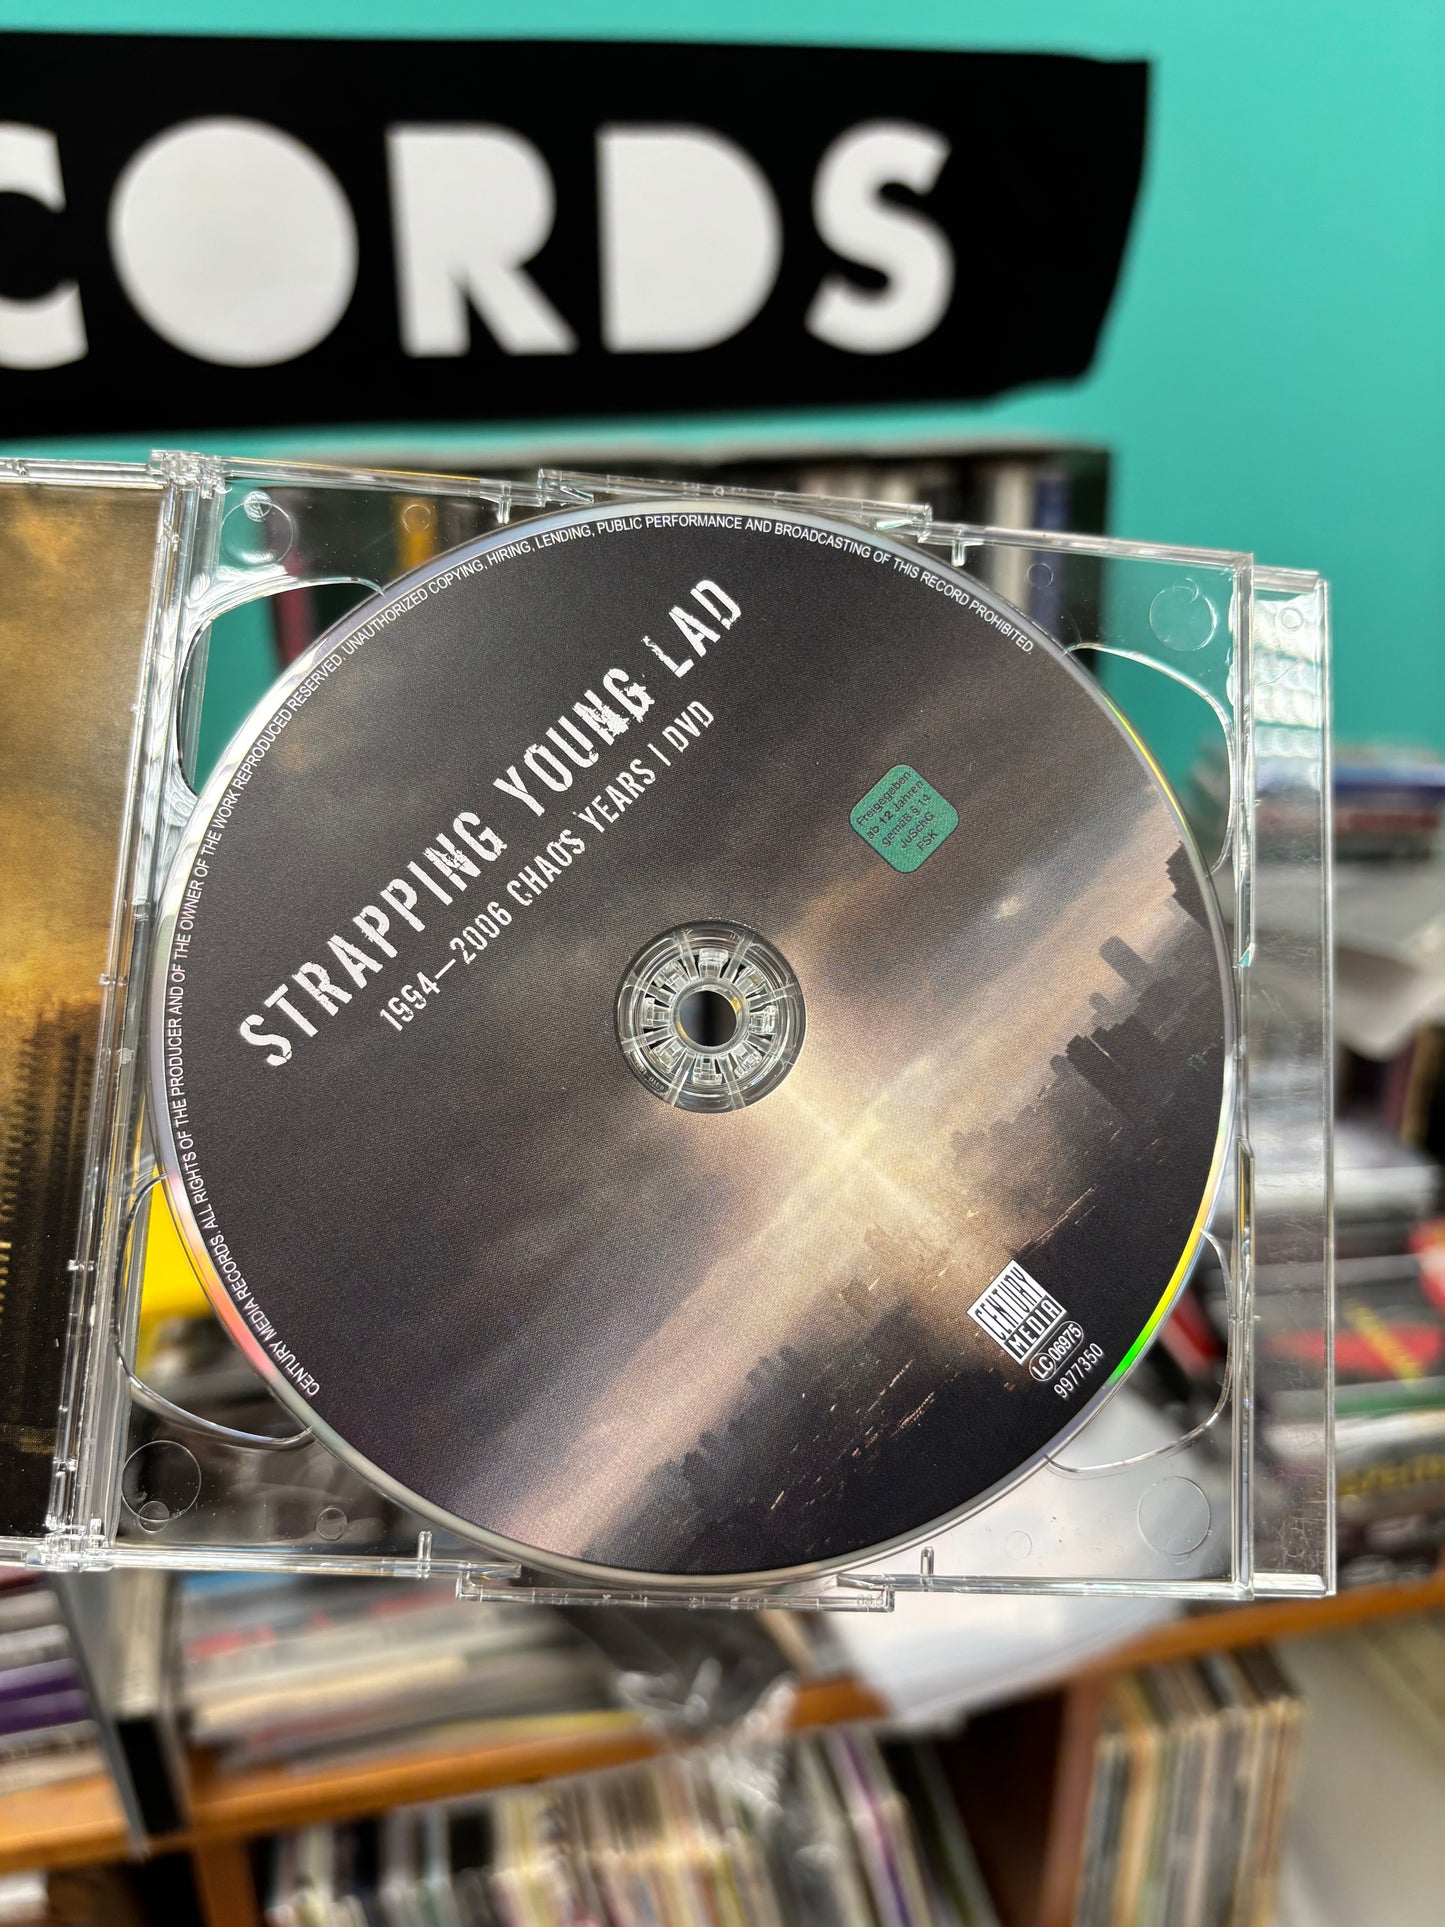 CORDS
STRAPPING YOUNG LAD
1994—2006 CHAOS YEARS | DVD
Freigegeben
ab 12 Jahren
gemäß § 14
JuSchG
FSK
CENTURY
MEDIA
LC 06975
9977350
CENTURY MEDIA RECORDS. ALL RIGHTS OF THE PRODUCER AND OF THE OWNER OF THE WORK REPRODUCED RESERVED. UNAUTHORIZED COPYING, HIRING, LENDING, PUBLIC PERFORMANCE AND BROADCASTING OF THIS RECORD PROHIBITED.